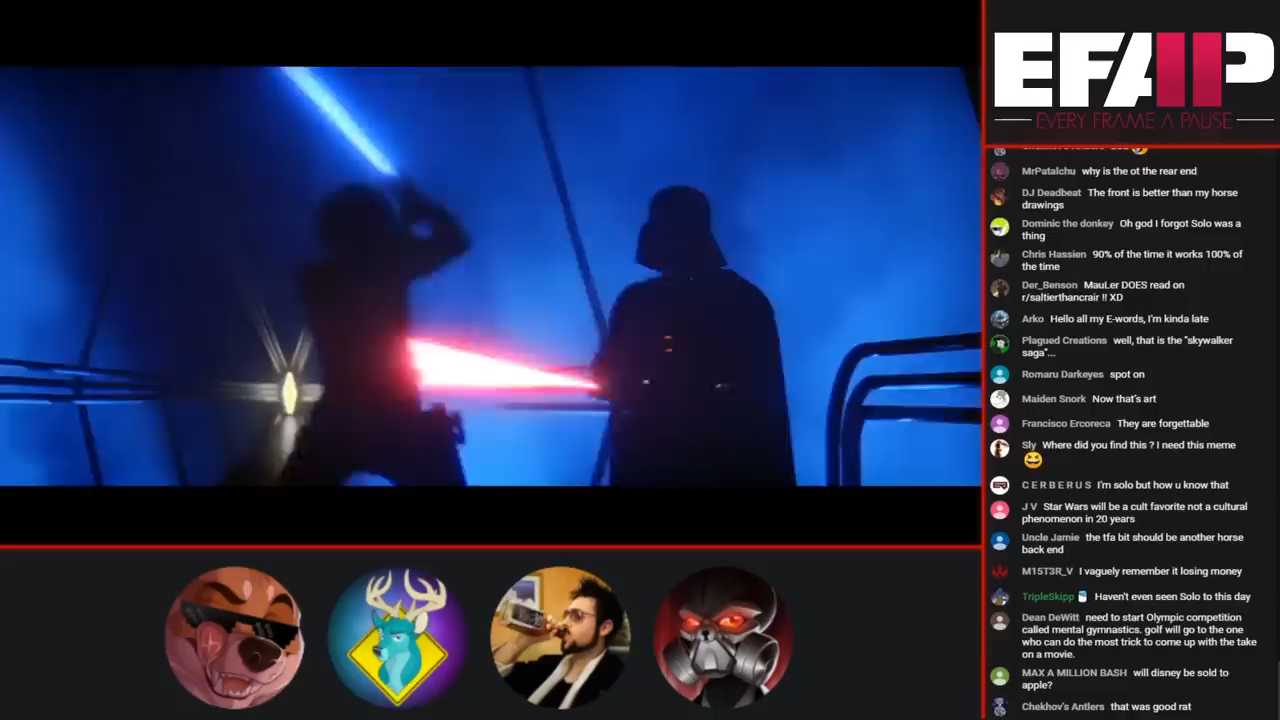 EFAP
EVERY FRAME A PAUSE
MrPatalchu why is the ot the rear end
DJ Deadbeat The front is better than my horse
drawings
Dominic the donkey Oh god I forgot Solo was a
thing
Chris Hassien 90% of the time it works 100% of
the time
Der_Benson MauLer DOES read on
r/saltierthancrair !! XD
Arko Hello all my E-words, I'm kinda late
Plagued Creations well, that is the "skywalker
saga"...
Romaru Darkeyes spot on
Maiden Snork Now that's art
Francisco Ercoreca They are forgettable
Sly Where did you find this ? I need this meme
😆
C E R B E R U S I'm solo but how u know that
J V Star Wars will be a cult favorite not a cultural
phenomenon in 20 years
Uncle Jamie the tfa bit should be another horse
back end
M15T3R_V I vaguely remember it losing money
TripleSkipp Haven't even seen Solo to this day
Dean DeWitt need to start Olympic competition
called mental gymnastics. golf will go to the one
who can do the most trick to come up with the take
on a movie.
MAX A MILLION BASH will disney be sold to
apple?
Chekhov's Antlers that was good rat